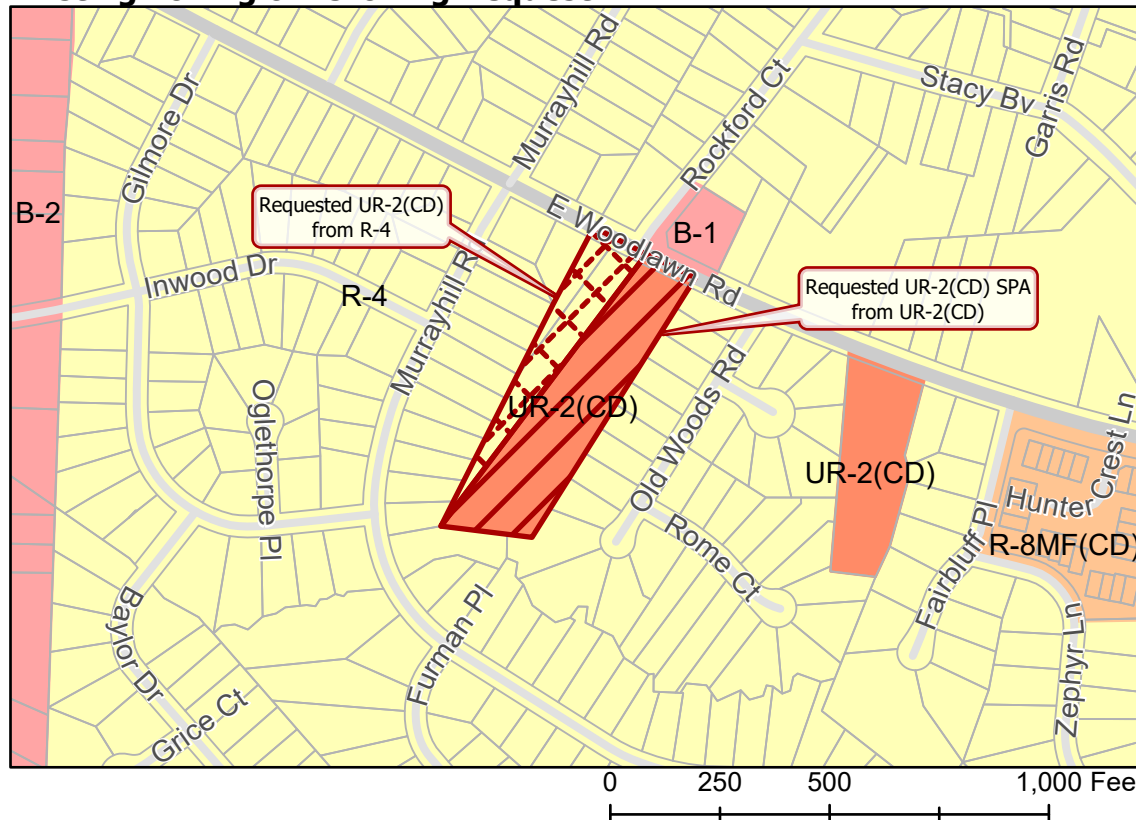 Murrayhill Rd
Rockford Ct
Stacy Bv
Garris Rd
Gilmore Dr
B-2
Requested UR-2(CD)
from R-4
E Woodlawn Rd
B-1
Inwood Dr
R-4
Murrayhill R
Requested UR-2(CD) SPA
from UR-2(CD)
Oglethorpe Pl
UR-2(CD)
Old Woods Rd
UR-2(CD)
Hunter Crest Ln
R-8MF(CD)
Rome Ct
Fairbluff Pl
Zephyr Ln
Baylor Dr
Furman Pl
Grice Ct
0 250 500 1,000 Fee